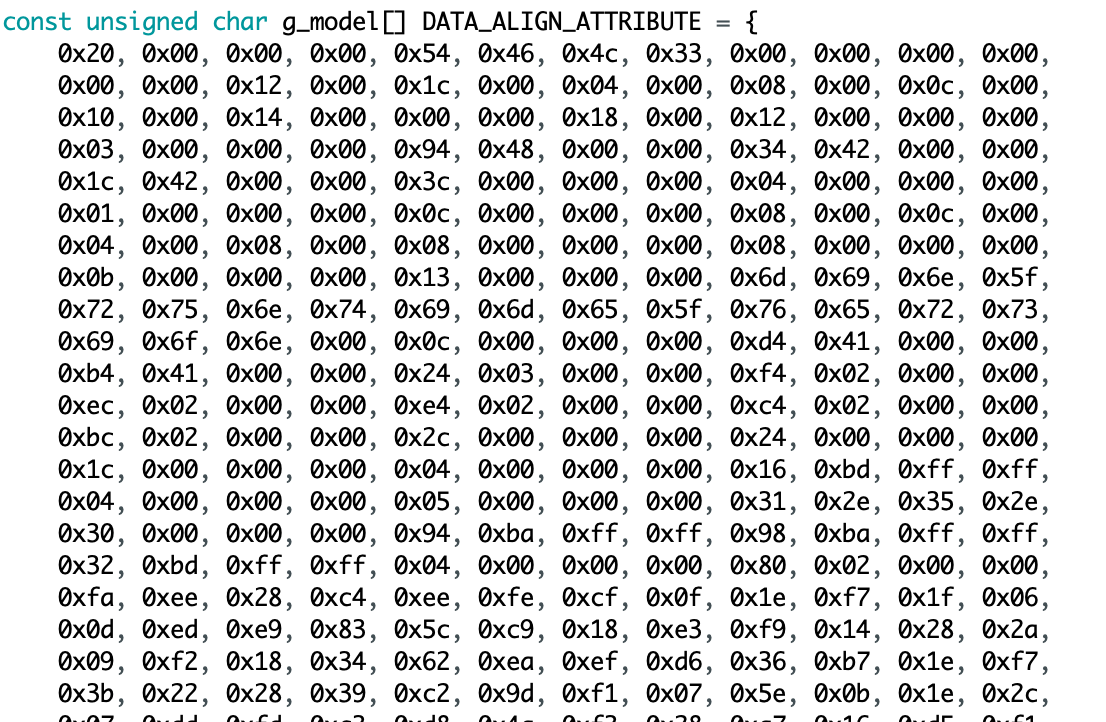 const unsigned char g_model[] DATA_ALIGN_ATTRIBUTE = {
0x20, 0x00, 0x00, 0x00, 0x54, 0x46, 0x4c, 0x33, 0x00, 0x00, 0x00, 0x00,
0x00, 0x00, 0x12, 0x00, 0x1c, 0x00, 0x04, 0x00, 0x08, 0x00, 0x0c, 0x00,
0x10, 0x00, 0x14, 0x00, 0x00, 0x00, 0x18, 0x00, 0x12, 0x00, 0x00, 0x00,
0x03, 0x00, 0x00, 0x00, 0x94, 0x48, 0x00, 0x00, 0x34, 0x42, 0x00, 0x00,
0x1c, 0x42, 0x00, 0x00, 0x3c, 0x00, 0x00, 0x00, 0x04, 0x00, 0x00, 0x00,
0x01, 0x00, 0x00, 0x00, 0x0c, 0x00, 0x00, 0x00, 0x08, 0x00, 0x0c, 0x00,
0x04, 0x00, 0x08, 0x00, 0x08, 0x00, 0x00, 0x00, 0x08, 0x00, 0x00, 0x00,
0x0b, 0x00, 0x00, 0x00, 0x13, 0x00, 0x00, 0x00, 0x6d, 0x69, 0x6e, 0x5f,
0x72, 0x75, 0x6e, 0x74, 0x69, 0x6d, 0x65, 0x5f, 0x76, 0x65, 0x72, 0x73,
0x69, 0x6f, 0x6e, 0x00, 0x0c, 0x00, 0x00, 0x00, 0xd4, 0x41, 0x00, 0x00,
0xb4, 0x41, 0x00, 0x00, 0x24, 0x03, 0x00, 0x00, 0xf4, 0x02, 0x00, 0x00,
0xec, 0x02, 0x00, 0x00, 0xe4, 0x02, 0x00, 0x00, 0xc4, 0x02, 0x00, 0x00,
0xbc, 0x02, 0x00, 0x00, 0x2c, 0x00, 0x00, 0x00, 0x24, 0x00, 0x00, 0x00,
0x1c, 0x00, 0x00, 0x00, 0x04, 0x00, 0x00, 0x00, 0x16, 0xbd, 0xff, 0xff,
0x04, 0x00, 0x00, 0x00, 0x05, 0x00, 0x00, 0x00, 0x31, 0x2e, 0x35, 0x2e,
0x30, 0x00, 0x00, 0x00, 0x94, 0xba, 0xff, 0xff, 0x98, 0xba, 0xff, 0xff,
0x32, 0xbd, 0xff, 0xff, 0x04, 0x00, 0x00, 0x00, 0x80, 0x02, 0x00, 0x00,
0xfa, 0xee, 0x28, 0xc4, 0xee, 0xfe, 0xcf, 0x0f, 0x1e, 0xf7, 0x1f, 0x06,
0x0d, 0xed, 0xe9, 0x83, 0x5c, 0xc9, 0x18, 0xe3, 0xf9, 0x14, 0x28, 0x2a,
0x09, 0xf2, 0x18, 0x34, 0x62, 0xea, 0xef, 0xd6, 0x36, 0xb7, 0x1e, 0xf7,
0x3b, 0x22, 0x28, 0x39, 0xc2, 0x9d, 0xf1, 0x07, 0x5e, 0x0b, 0x1e, 0x2c,